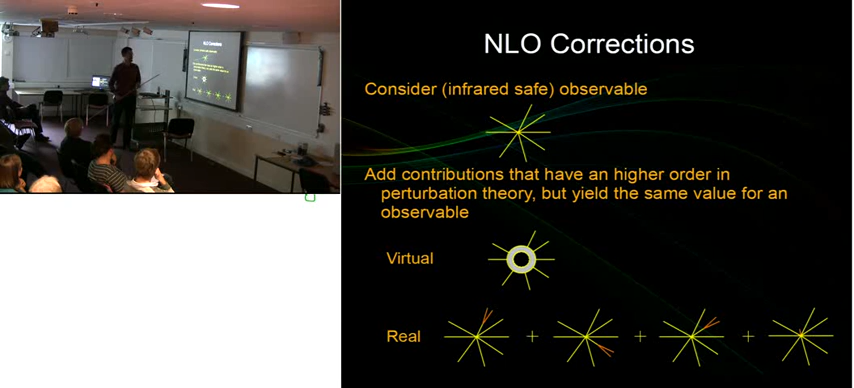 NLO Corrections
Consider (infrared safe) observable
Add contributions that have an higher order in
perturbation theory, but yield the same value for an
observable
Virtual
Real + + +